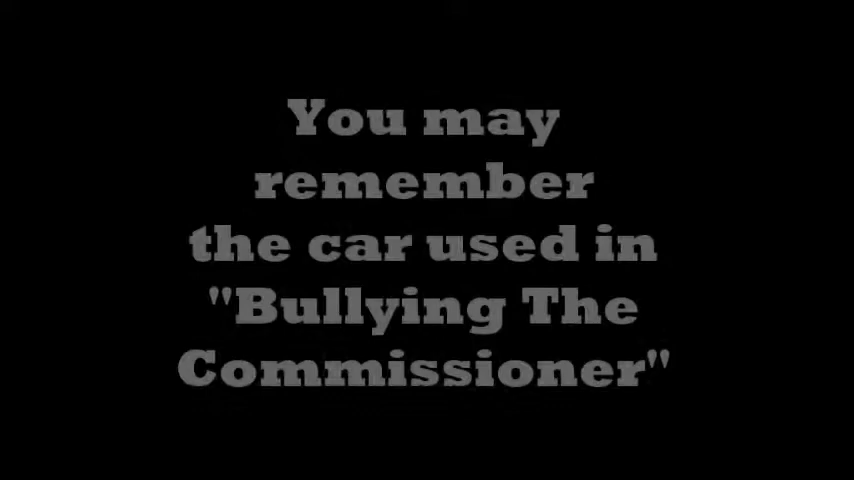 You may
remember
the car used in
"Bullying The
Commissioner"